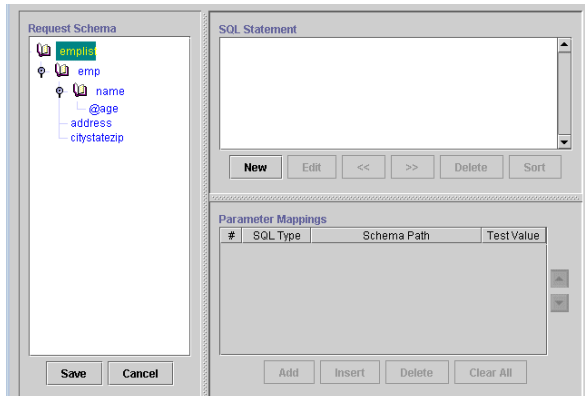 Request Schema
emplist
emp
name
@age
address
citystatezip
Save Cancel
SQL Statement
New Edit << >> Delete Sort
Parameter Mappings
# SQL Type Schema Path Test Value
Add Insert Delete Clear All